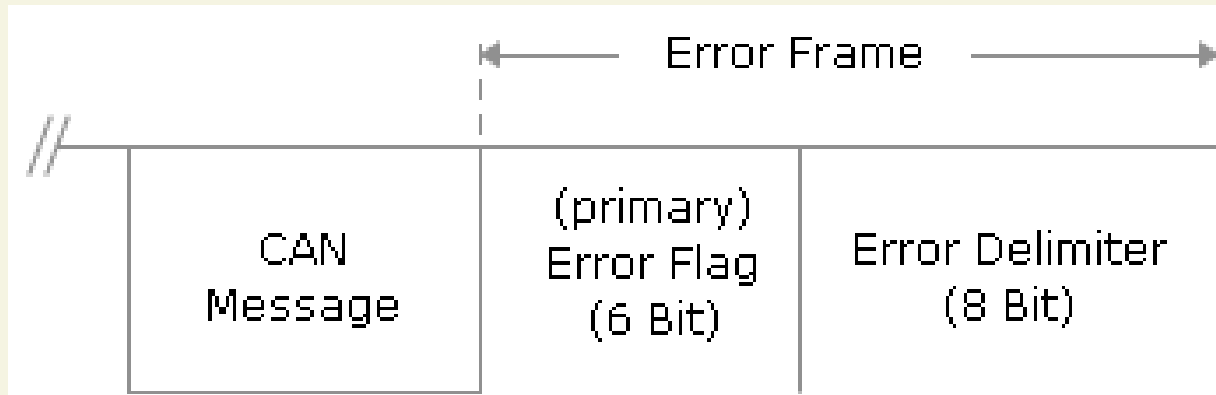 Error Frame
CAN
Message
(primary)
Error Flag
(6 Bit)
Error Delimiter
(8 Bit)